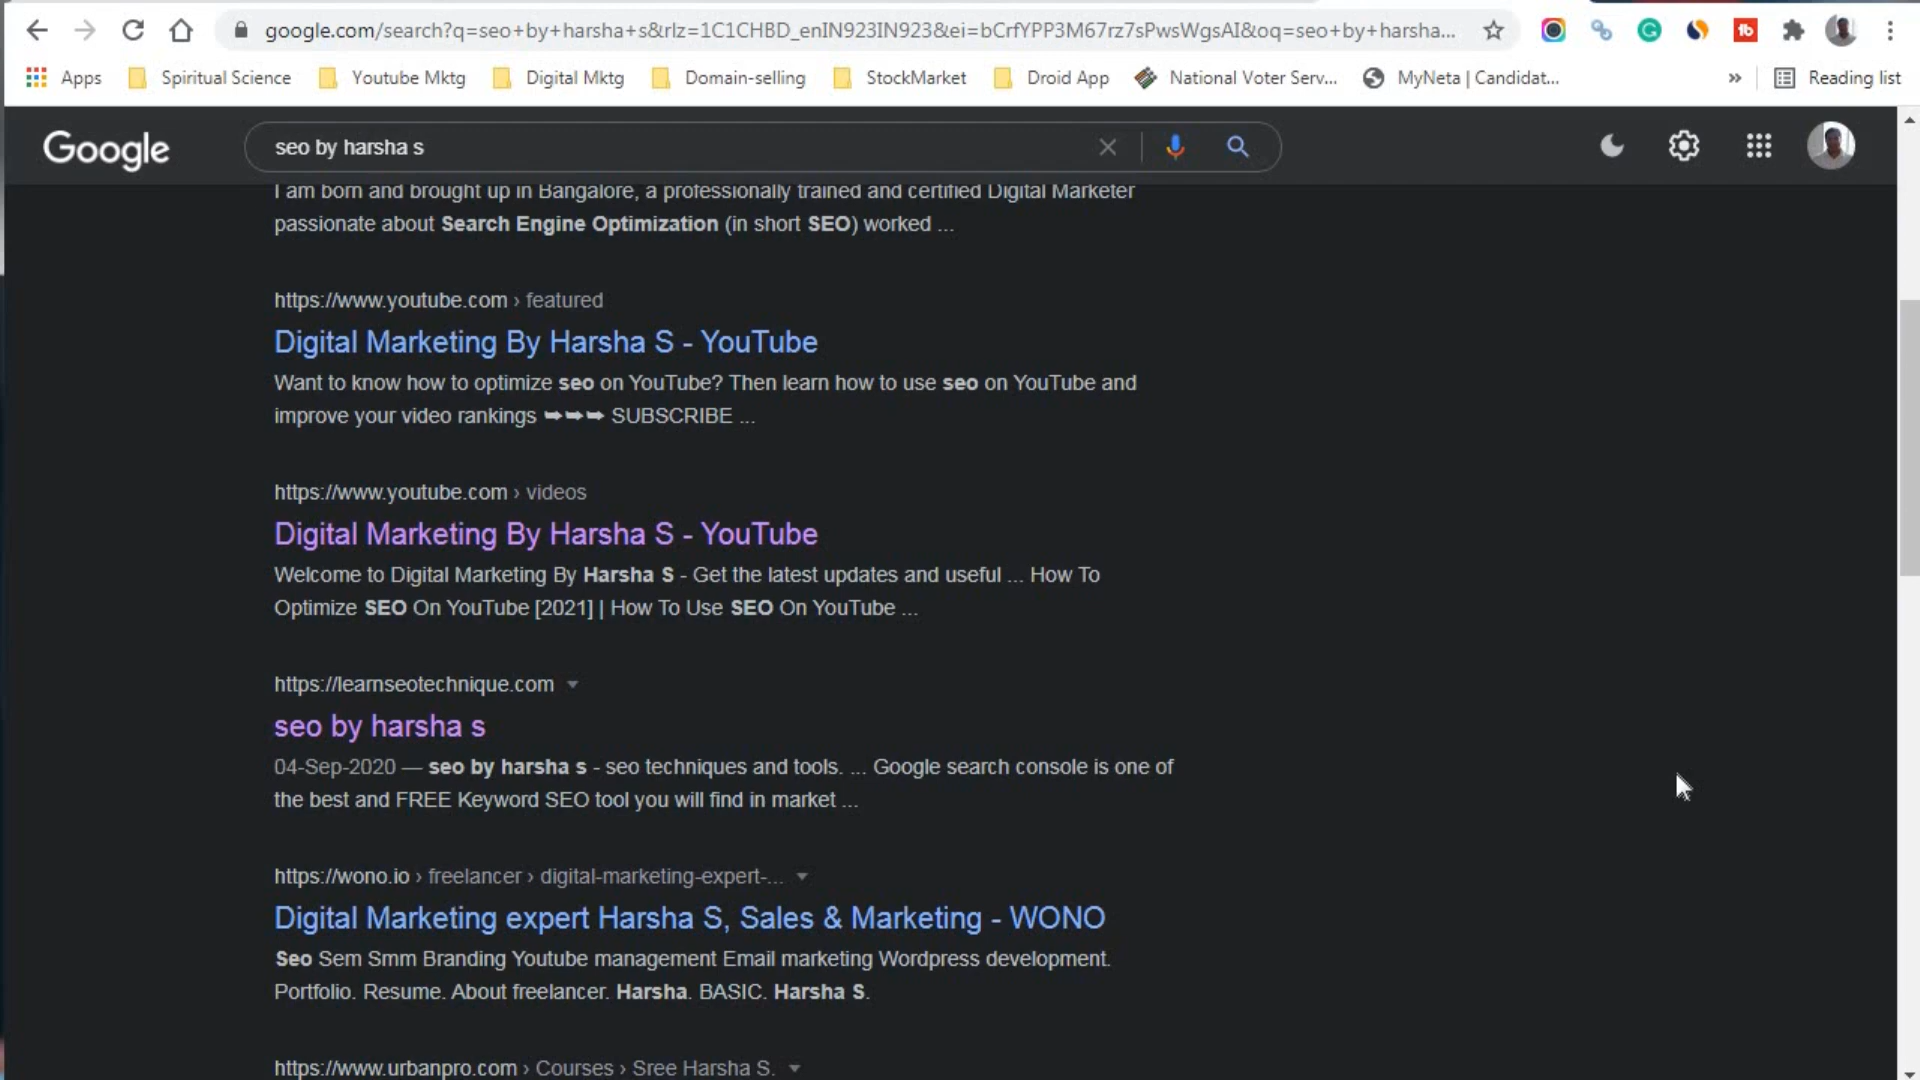 google.com/search?q=seo+by+harsha+s&rlz=1C1CHBD_enIN923IN923&ei=bCrfYPP3M67rz7sPwsWgsAI&oq=seo+by+harsha...
Apps Spiritual Science Youtube Mktg Digital Mktg Domain-selling StockMarket Droid App National Voter Serv... MyNeta | Candidat... » Reading list
Google seo by harsha s
I am born and brought up in Bangalore, a professionally trained and certified Digital Marketer
passionate about Search Engine Optimization (in short SEO) worked ...
https://www.youtube.com › featured
Digital Marketing By Harsha S - YouTube
Want to know how to optimize seo on YouTube? Then learn how to use seo on YouTube and
improve your video rankings ➥➥➥ SUBSCRIBE ...
https://www.youtube.com › videos
Digital Marketing By Harsha S - YouTube
Welcome to Digital Marketing By Harsha S - Get the latest updates and useful ... How To
Optimize SEO On YouTube [2021] | How To Use SEO On YouTube ...
https://learnseotechnique.com
seo by harsha s
04-Sep-2020 — seo by harsha s - seo techniques and tools. ... Google search console is one of
the best and FREE Keyword SEO tool you will find in market ...
https://wono.io › freelancer › digital-marketing-expert-...
Digital Marketing expert Harsha S, Sales & Marketing - WONO
Seo Sem Smm Branding Youtube management Email marketing Wordpress development.
Portfolio. Resume. About freelancer. Harsha. BASIC. Harsha S.
https://www.urbanpro.com › Courses › Sree Harsha S.